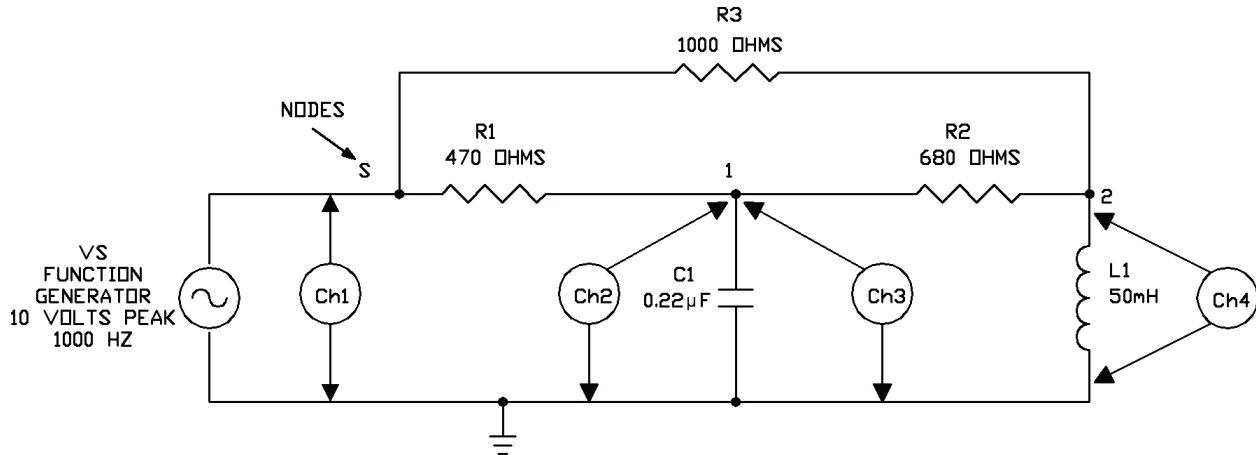 R3
1000 OHMS
NODES
S
R1
470 OHMS
1
R2
680 OHMS
2
VS
FUNCTION
GENERATOR
10 VOLTS PEAK
1000 HZ
Ch1
Ch2
C1
0.22µF
Ch3
L1
50mH
Ch4